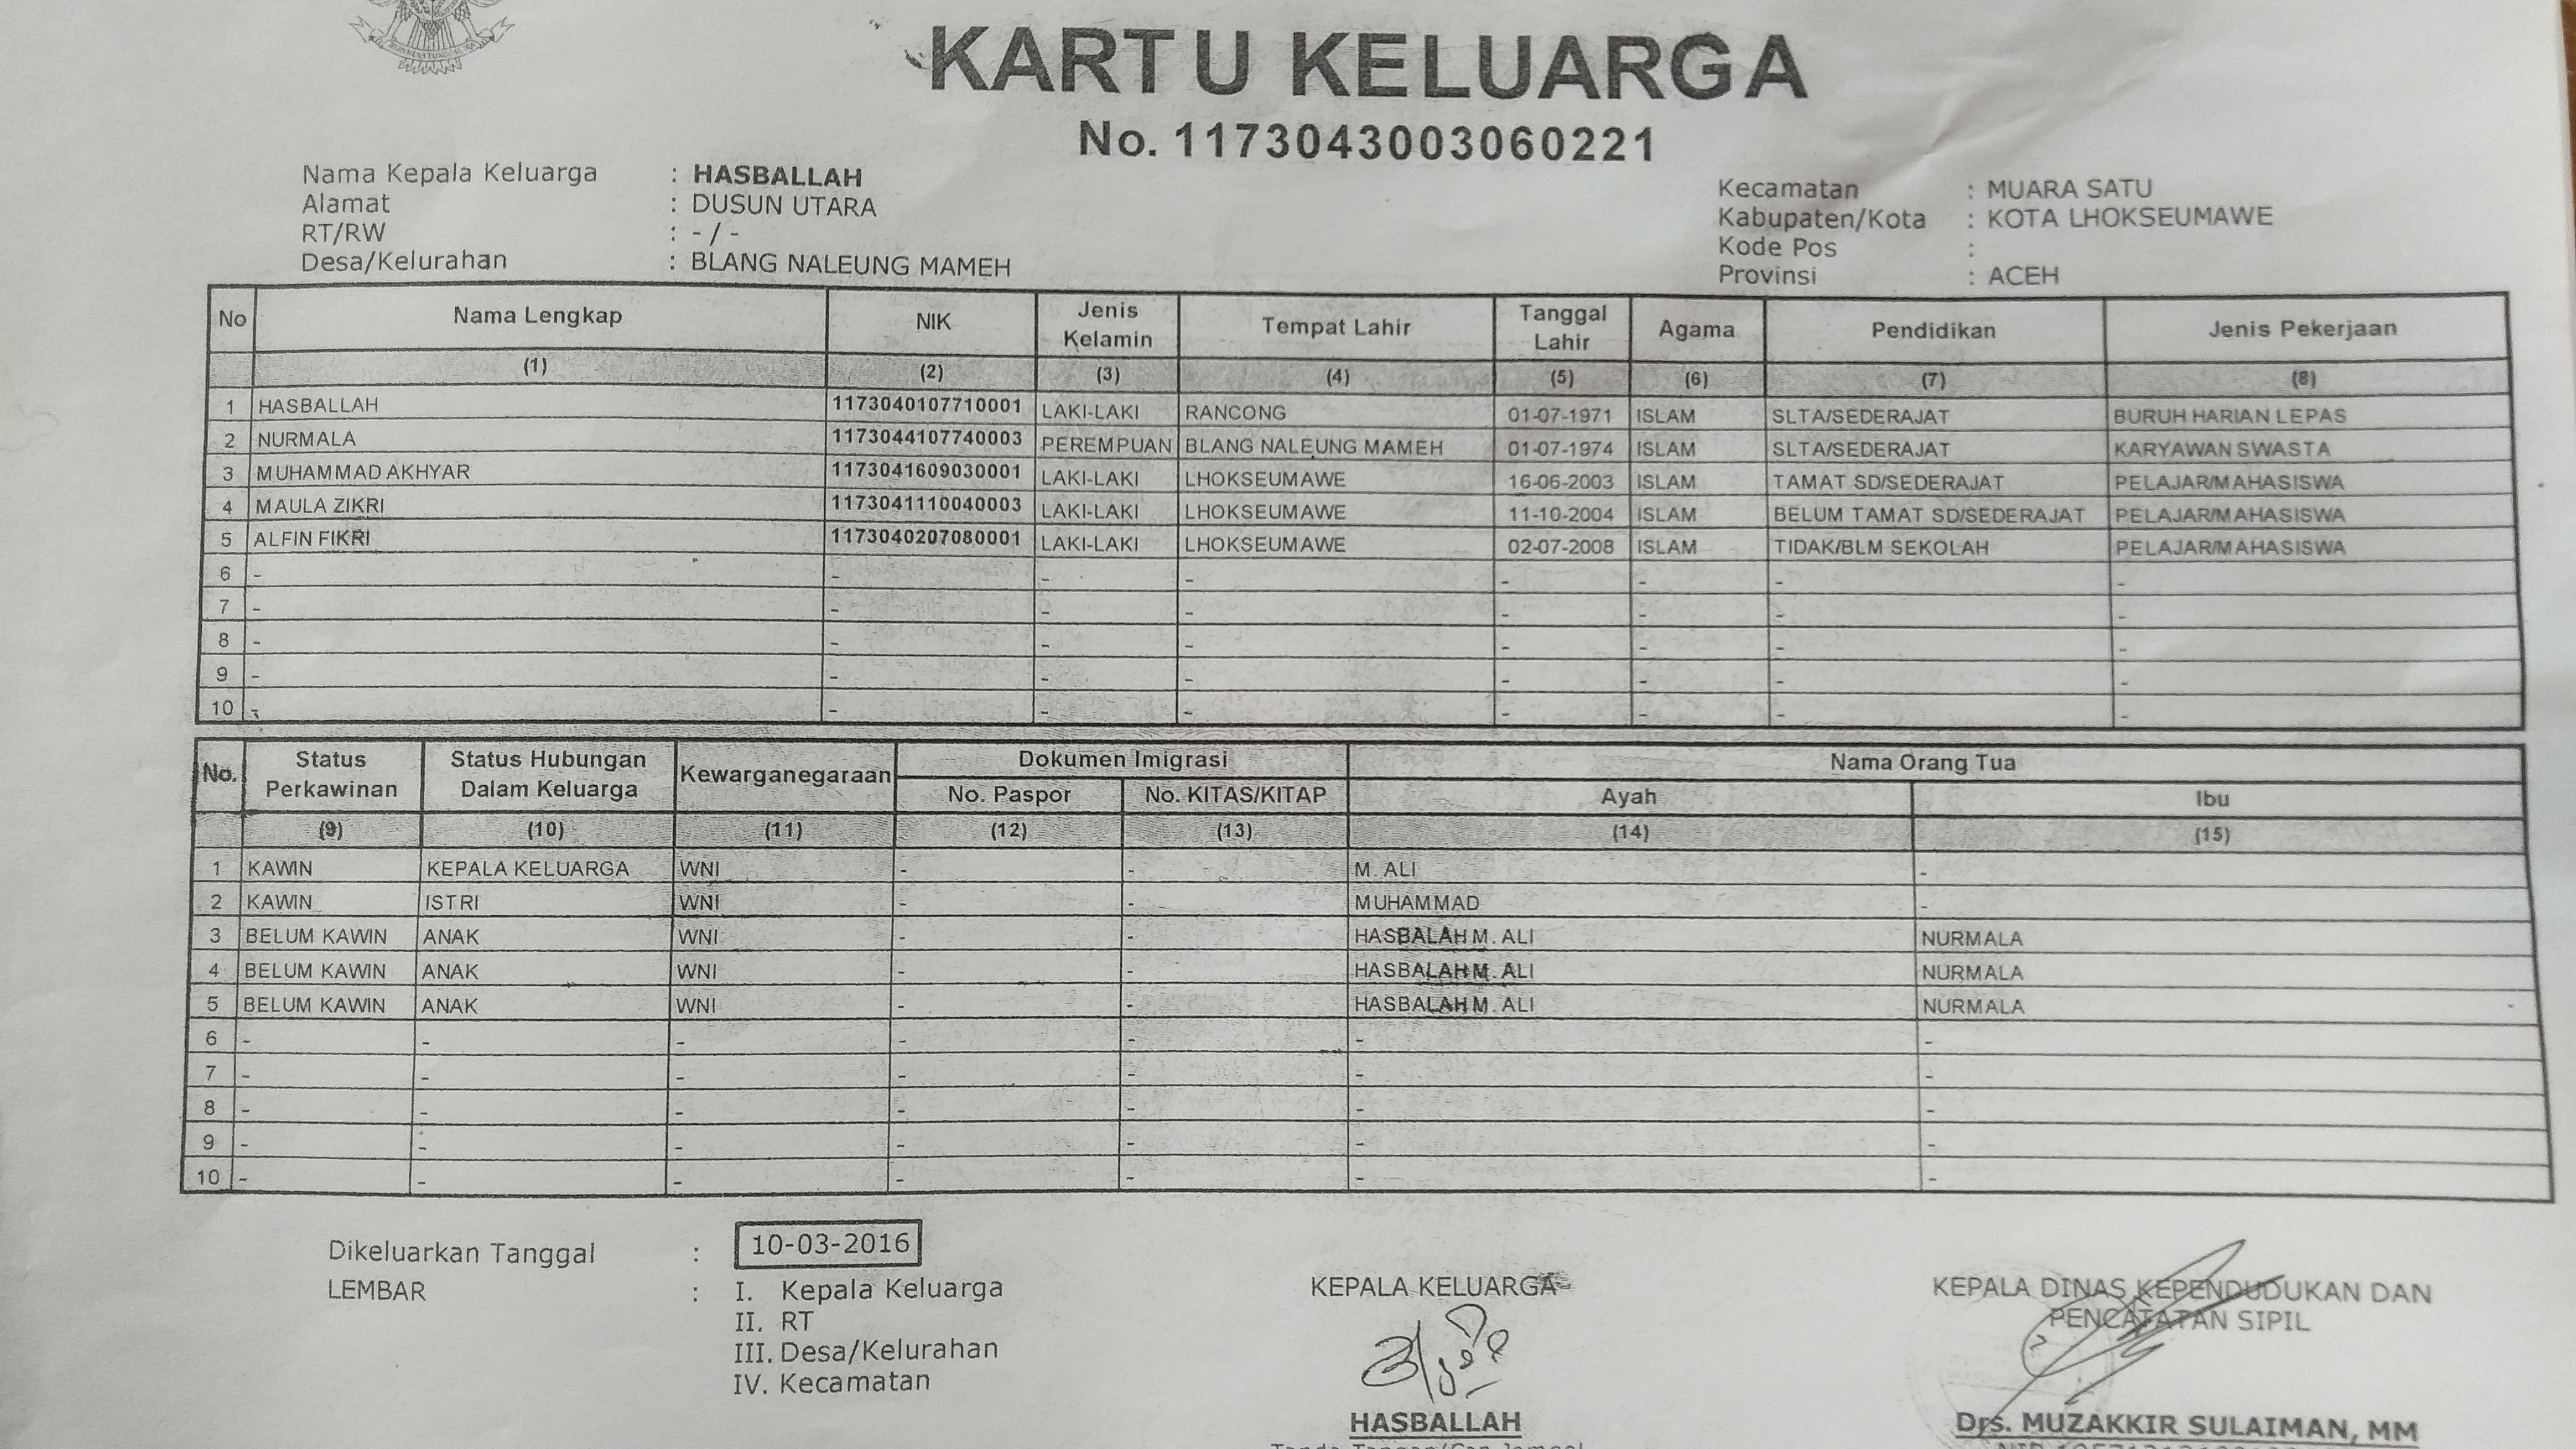 KARTU KELUARGA
No. 1173043003060221
Nama Kepala Keluarga : HASBALLAH
Alamat : DUSUN UTARA
RT/RW : - / -
Desa/Kelurahan : BLANG NALEUNG MAMEH
Kecamatan : MUARA SATU
Kabupaten/Kota : KOTA LHOKSEUMAWE
Kode Pos :
Provinsi : ACEH
No Nama Lengkap NIK Jenis Kelamin Tempat Lahir Tanggal Lahir Agama Pendidikan Jenis Pekerjaan
(1) (2) (3) (4) (5) (6) (7) (8)
1 HASBALLAH 1173040107710001 LAKI-LAKI RANCONG 01-07-1971 ISLAM SLTA/SEDERAJAT BURUH HARIAN LEPAS
2 NURMALA 1173044107740003 PEREMPUAN BLANG NALEUNG MAMEH 01-07-1974 ISLAM SLTA/SEDERAJAT KARYAWAN SWASTA
3 MUHAMMAD AKHYAR 1173041609030001 LAKI-LAKI LHOKSEUMAWE 16-06-2003 ISLAM TAMAT SD/SEDERAJAT PELAJAR/MAHASISWA
4 MAULA ZIKRI 1173041110040003 LAKI-LAKI LHOKSEUMAWE 11-10-2004 ISLAM BELUM TAMAT SD/SEDERAJAT PELAJAR/MAHASISWA
5 ALFIN FIKRI 1173040207080001 LAKI-LAKI LHOKSEUMAWE 02-07-2008 ISLAM TIDAK/BLM SEKOLAH PELAJAR/MAHASISWA
6 - - - - - - - -
7 - - - - - - - -
8 - - - - - - - -
9 - - - - - - - -
10 - - - - - - - -
No. Status Perkawinan Status Hubungan Dalam Keluarga Kewarganegaraan Dokumen Imigrasi Nama Orang Tua
No. Paspor No. KITAS/KITAP Ayah Ibu
(9) (10) (11) (12) (13) (14) (15)
1 KAWIN KEPALA KELUARGA WNI - - M. ALI -
2 KAWIN ISTRI WNI - - MUHAMMAD -
3 BELUM KAWIN ANAK WNI - - HASBALAH M. ALI NURMALA
4 BELUM KAWIN ANAK WNI - - HASBALAH M. ALI NURMALA
5 BELUM KAWIN ANAK WNI - - HASBALAH M. ALI NURMALA
6 - - - - - - -
7 - - - - - - -
8 - - - - - - -
9 - - - - - - -
10 - - - - - - -
Dikeluarkan Tanggal : 10-03-2016
LEMBAR : I. Kepala Keluarga
II. RT
III. Desa/Kelurahan
IV. Kecamatan
KEPALA KELUARGA
HASBALLAH
KEPALA DINAS KEPENDUDUKAN DAN
PENCATATAN SIPIL
Drs. MUZAKKIR SULAIMAN, MM